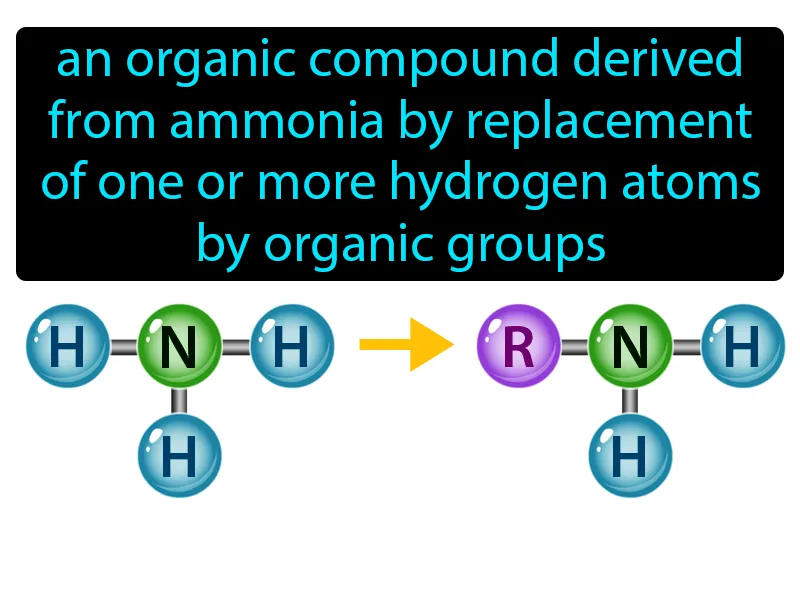 an organic compound derived
from ammonia by replacement
of one or more hydrogen atoms
by organic groups
H N H R N H
H H